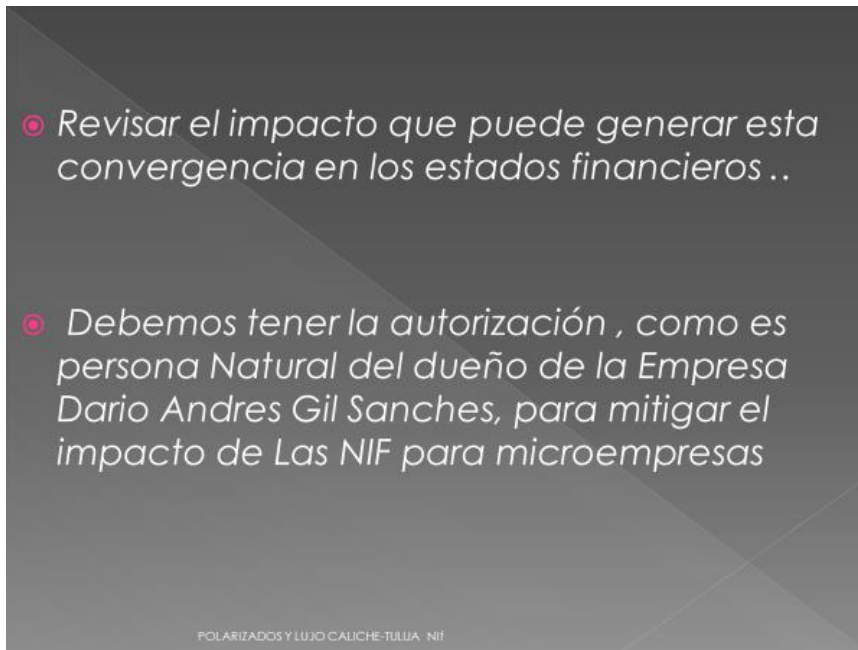 Revisar el impacto que puede generar esta
convergencia en los estados financieros ..
Debemos tener la autorización , como es
persona Natural del dueño de la Empresa
Dario Andres Gil Sanches, para mitigar el
impacto de Las NIF para microempresas
POLARIZADOS Y LUJO CALICHE-TULUA NIf